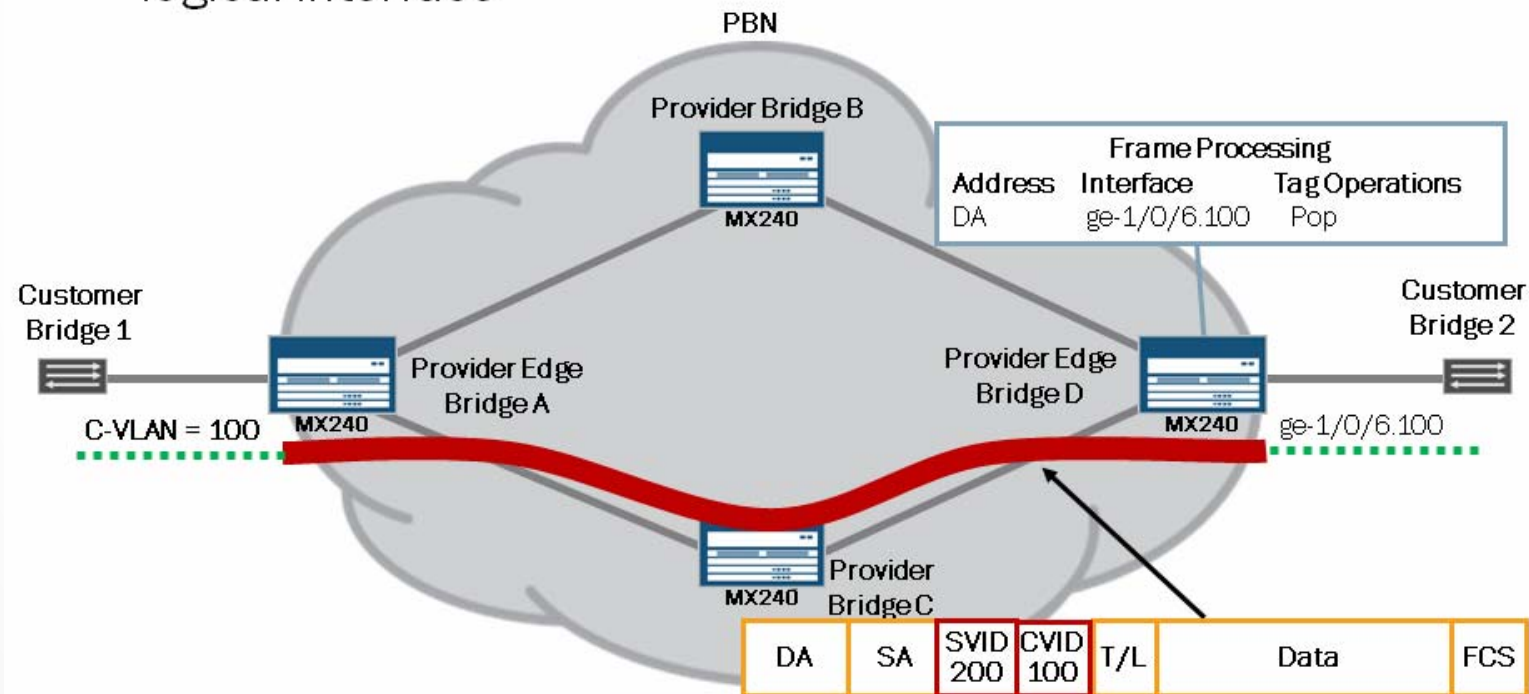 logical interface
PBN
Provider Bridge B
MX240
Frame Processing
Address Interface Tag Operations
DA ge-1/0/6.100 Pop
Customer
Bridge 1
Customer
Bridge 2
Provider Edge
Bridge A
Provider Edge
Bridge D
C-VLAN = 100
MX240
MX240
ge-1/0/6.100
MX240
Provider
Bridge C
DA SA SVID 200 CVID 100 T/L Data FCS